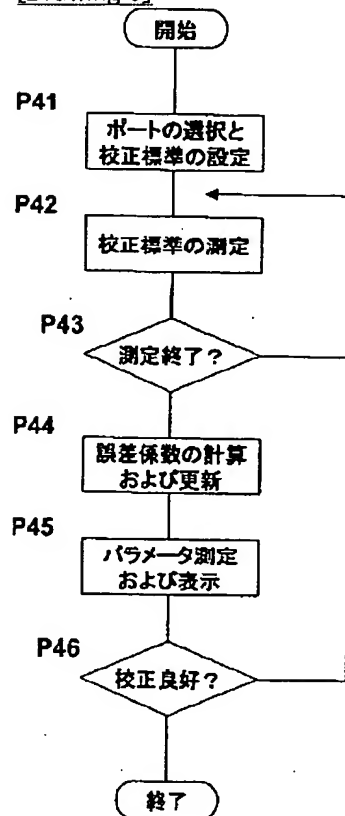 開始
P41
ポートの選択と
校正標準の設定
P42
校正標準の測定
P43
測定終了?
P44
誤差係数の計算
および更新
P45
パラメータ測定
および表示
P46
校正良好?
終了